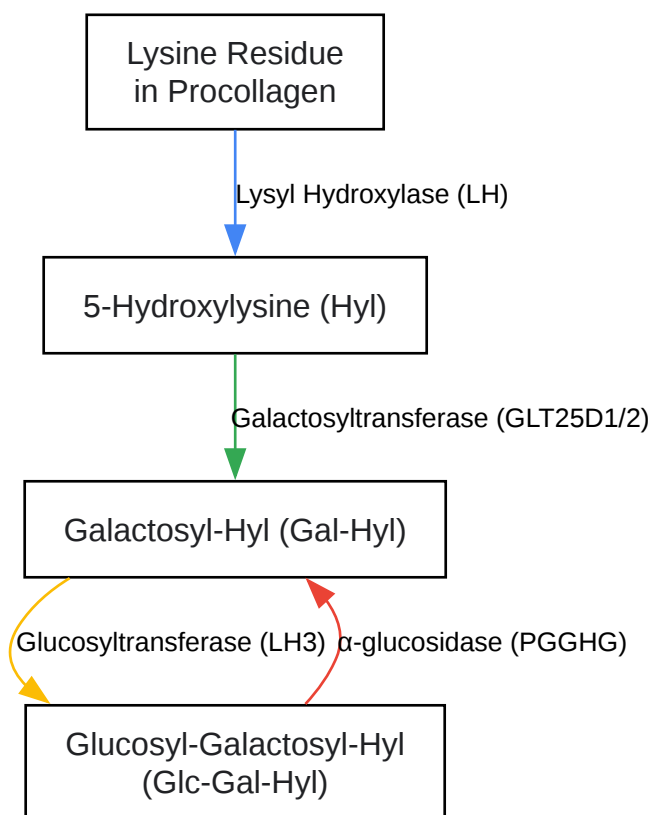 Lysine Residue
in Procollagen
Lysyl Hydroxylase (LH)
5-Hydroxylysine (Hyl)
Galactosyltransferase (GLT25D1/2)
Galactosyl-Hyl (Gal-Hyl)
Glucosyltransferase (LH3)
α-glucosidase (PGGHG)
Glucosyl-Galactosyl-Hyl
(Glc-Gal-Hyl)